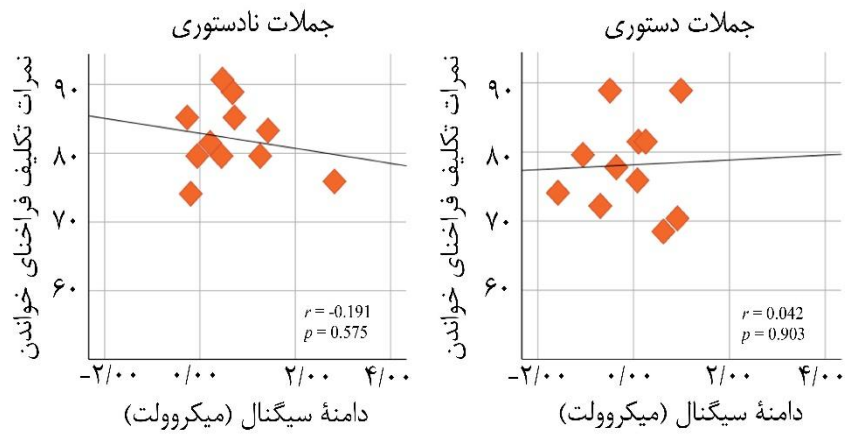 جملات دستوری
نمرات تکلیف فراخنای خواندن
۹۰
۸۰
۷۰
۶۰
r = 0.042
p = 0.903
-۲/۰۰ ۰/۰۰ ۲/۰۰ ۴/۰۰
دامنهٔ سیگنال (میکروولت)
جملات نادستوری
نمرات تکلیف فراخنای خواندن
۹۰
۸۰
۷۰
۶۰
r = -0.191
p = 0.575
-۲/۰۰ ۰/۰۰ ۲/۰۰ ۴/۰۰
دامنهٔ سیگنال (میکروولت)